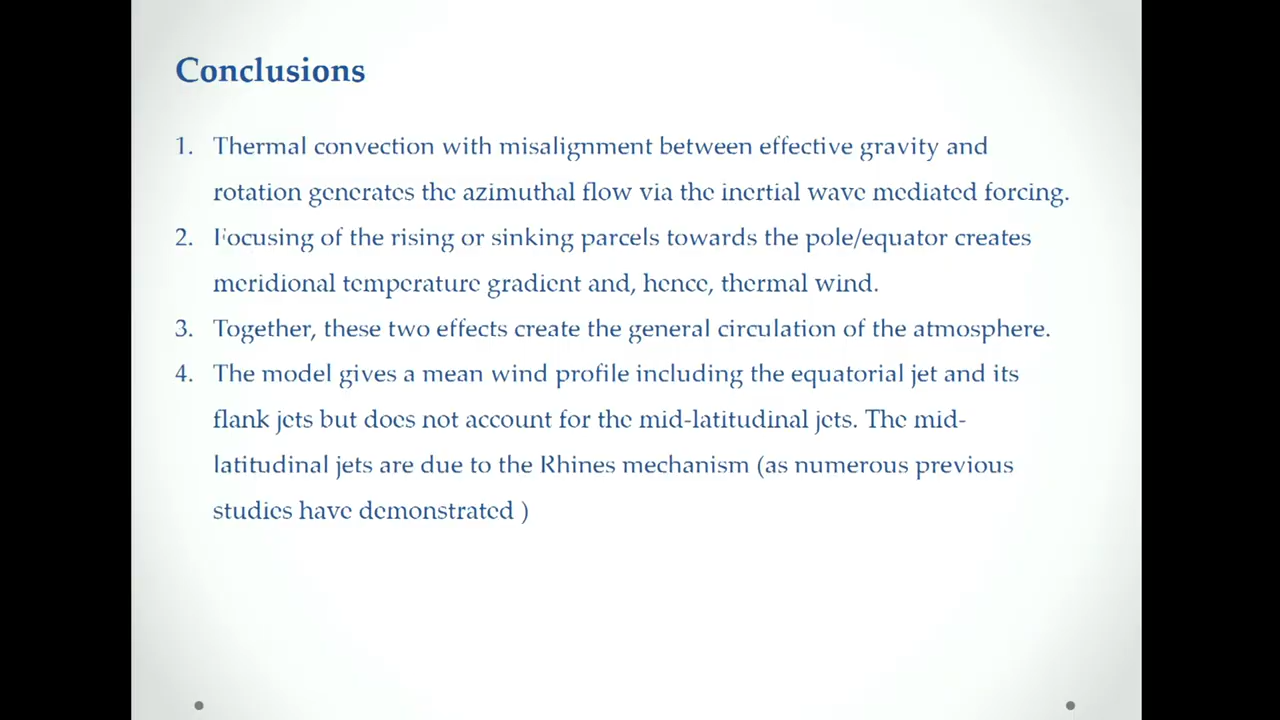 Conclusions
1. Thermal convection with misalignment between effective gravity and
rotation generates the azimuthal flow via the inertial wave mediated forcing.
2. Focusing of the rising or sinking parcels towards the pole/equator creates
meridional temperature gradient and, hence, thermal wind.
3. Together, these two effects create the general circulation of the atmosphere.
4. The model gives a mean wind profile including the equatorial jet and its
flank jets but does not account for the mid-latitudinal jets. The mid-
latitudinal jets are due to the Rhines mechanism (as numerous previous
studies have demonstrated )